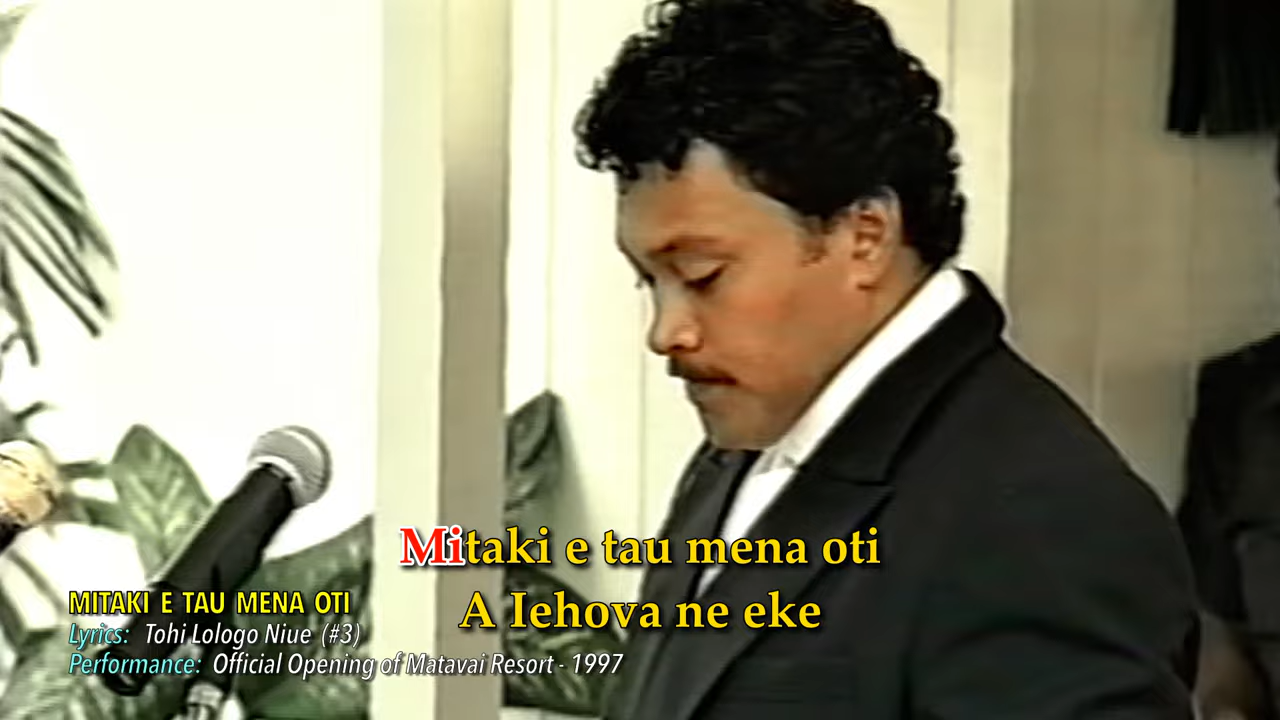 Mitaki e tau mena oti
A Iehova ne eke
MITAKI E TAU MENA OTI
Lyrics: Tohi Lologo Niue (#3)
Performance: Official Opening of Matavai Resort - 1997